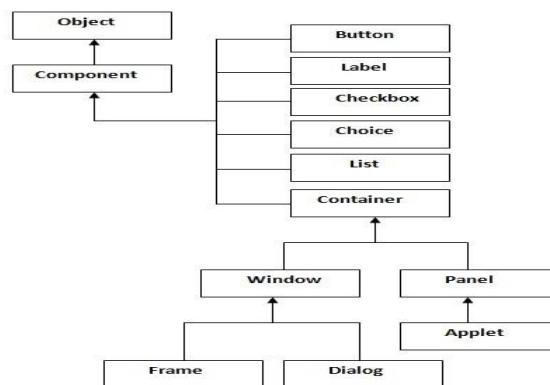 Object
Component
Button
Label
Checkbox
Choice
List
Container
Window
Panel
Applet
Frame
Dialog